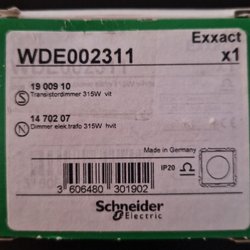 Exxact
WDE002311 x1
19 009 10
Transistordimmer 315W vit
14 702 07
Dimmer elek.trafo 315W hvit
Made in Germany
IP20
3 606480 301902
Schneider
Electric